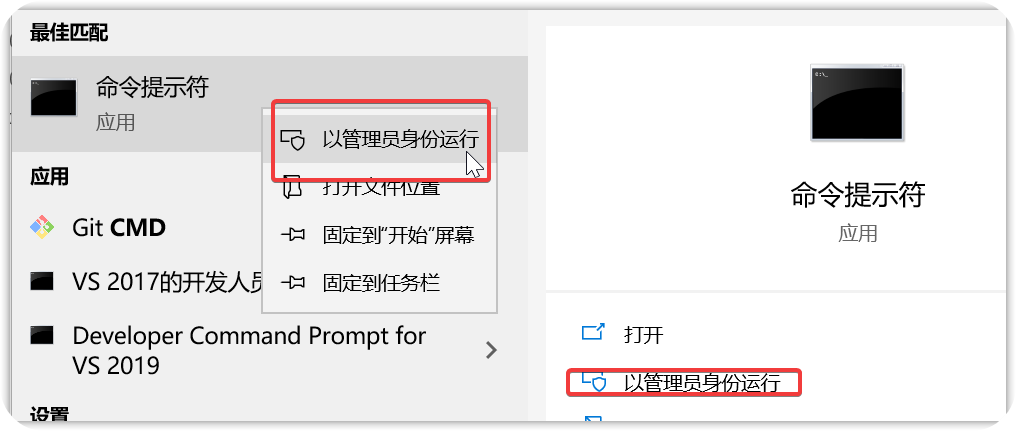 最佳匹配
命令提示符
应用
以管理员身份运行
打开文件位置
固定到“开始”屏幕
固定到任务栏
应用
Git CMD
VS 2017的开发人员
Developer Command Prompt for
VS 2019
设置
命令提示符
应用
打开
以管理员身份运行